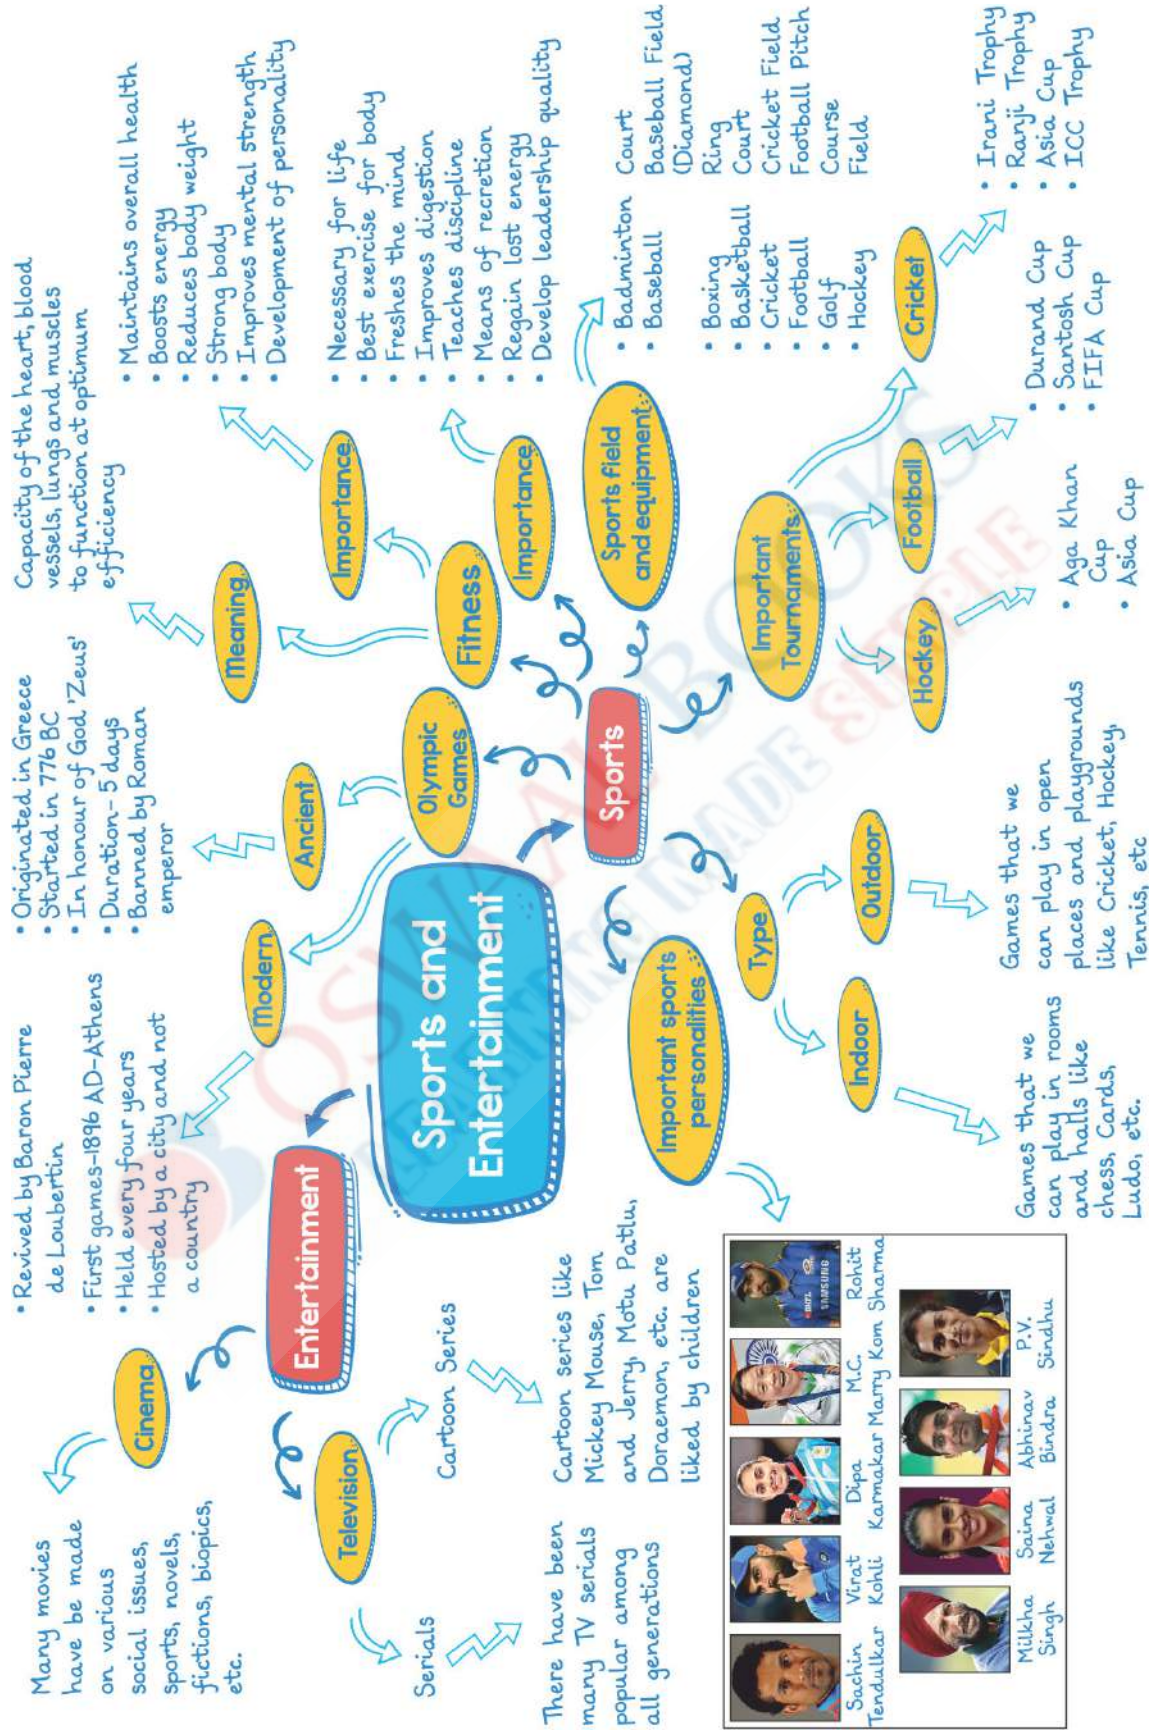 Sports and
Entertainment
Entertainment
Cinema
Many movies
have be made
on various
social issues,
sports, novels,
fictions, biopics,
etc.
Television
Serials
There have been
many TV serials
popular among
all generations
Cartoon Series
Cartoon series like
Mickey Mouse, Tom
and Jerry, Motu Patlu,
Doraemon, etc. are
liked by children
Sports
Olympic
Games
Modern
• Revived by Baron Pierre
de Loubertin
• First games-1896 AD-Athens
• Held every four years
• Hosted by a city and not
a country
Ancient
• Originated in Greece
• Started in 776 BC
• In honour of God 'Zeus'
• Duration- 5 days
• Banned by Roman
emperor
Fitness
Meaning
Capacity of the heart, blood
vessels, lungs and muscles
to function at optimum
efficiency
Importance
• Maintains overall health
• Boosts energy
• Reduces body weight
• Strong body
• Improves mental strength
• Development of personality
Importance
• Necessary for life
• Best exercise for body
• Freshes the mind
• Improves digestion
• Teaches discipline
• Means of recretion
• Regain lost energy
• Develop leadership quality
Sports field
and equipment
• Badminton Court
• Baseball Baseball Field
(Diamond)
• Boxing Ring
• Basketball Court
• Cricket Cricket Field
• Football Football Pitch
• Golf Course
• Hockey Field
Important
Tournaments
Cricket
• Irani Trophy
• Ranji Trophy
• Asia Cup
• ICC Trophy
Football
• Durand Cup
• Santosh Cup
• FIFA Cup
Hockey
• Aga Khan
Cup
• Asia Cup
Type
Outdoor
Games that we
can play in open
places and playgrounds
like Cricket, Hockey,
Tennis, etc
Indoor
Games that we
can play in rooms
and halls like
chess, Cards,
Ludo, etc.
Important sports
personalities
SAMSUNG
Sachin
Tendulkar
Virat
Kohli
Dipa
Karmakar
M.C.
Marry Kom
Rohit
Sharma
Milkha
Singh
Saina
Nehwal
Abhinav
Bindra
P.V.
Sindhu
OSWAAL BOOKS
LEARNING MADE SIMPLE